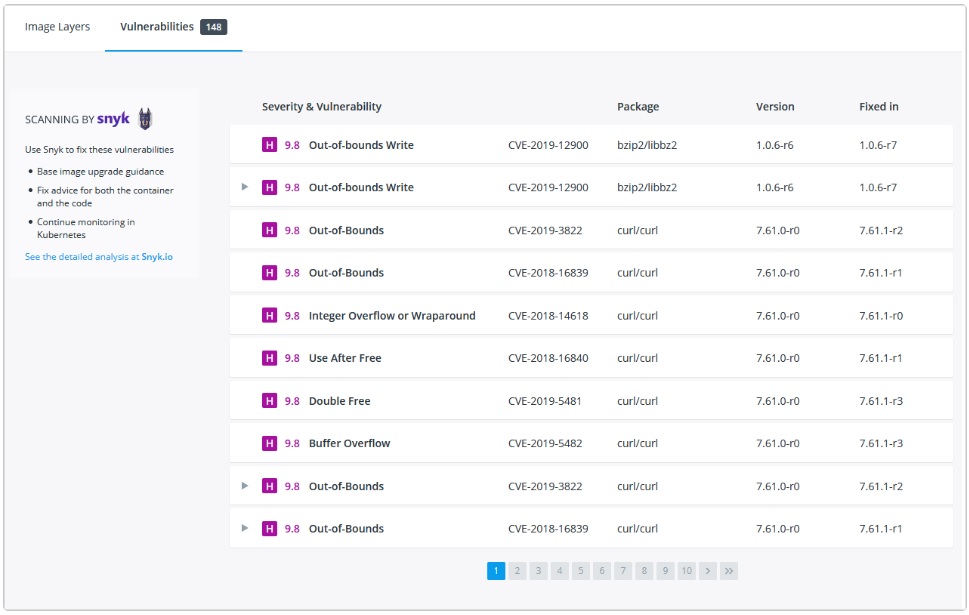 Image Layers Vulnerabilities 148
SCANNING BY snyk
Use Snyk to fix these vulnerabilities
• Base image upgrade guidance
• Fix advice for both the container
and the code
• Continue monitoring in
Kubernetes
See the detailed analysis at Snyk.io
Severity & Vulnerability Package Version Fixed in
H 9.8 Out-of-bounds Write CVE-2019-12900 bzip2/libbz2 1.0.6-r6 1.0.6-r7
H 9.8 Out-of-bounds Write CVE-2019-12900 bzip2/libbz2 1.0.6-r6 1.0.6-r7
H 9.8 Out-of-Bounds CVE-2019-3822 curl/curl 7.61.0-r0 7.61.1-r2
H 9.8 Out-of-Bounds CVE-2018-16839 curl/curl 7.61.0-r0 7.61.1-r1
H 9.8 Integer Overflow or Wraparound CVE-2018-14618 curl/curl 7.61.0-r0 7.61.1-r0
H 9.8 Use After Free CVE-2018-16840 curl/curl 7.61.0-r0 7.61.1-r1
H 9.8 Double Free CVE-2019-5481 curl/curl 7.61.0-r0 7.61.1-r3
H 9.8 Buffer Overflow CVE-2019-5482 curl/curl 7.61.0-r0 7.61.1-r3
H 9.8 Out-of-Bounds CVE-2019-3822 curl/curl 7.61.0-r0 7.61.1-r2
H 9.8 Out-of-Bounds CVE-2018-16839 curl/curl 7.61.0-r0 7.61.1-r1
1 2 3 4 5 6 7 8 9 10 > >>